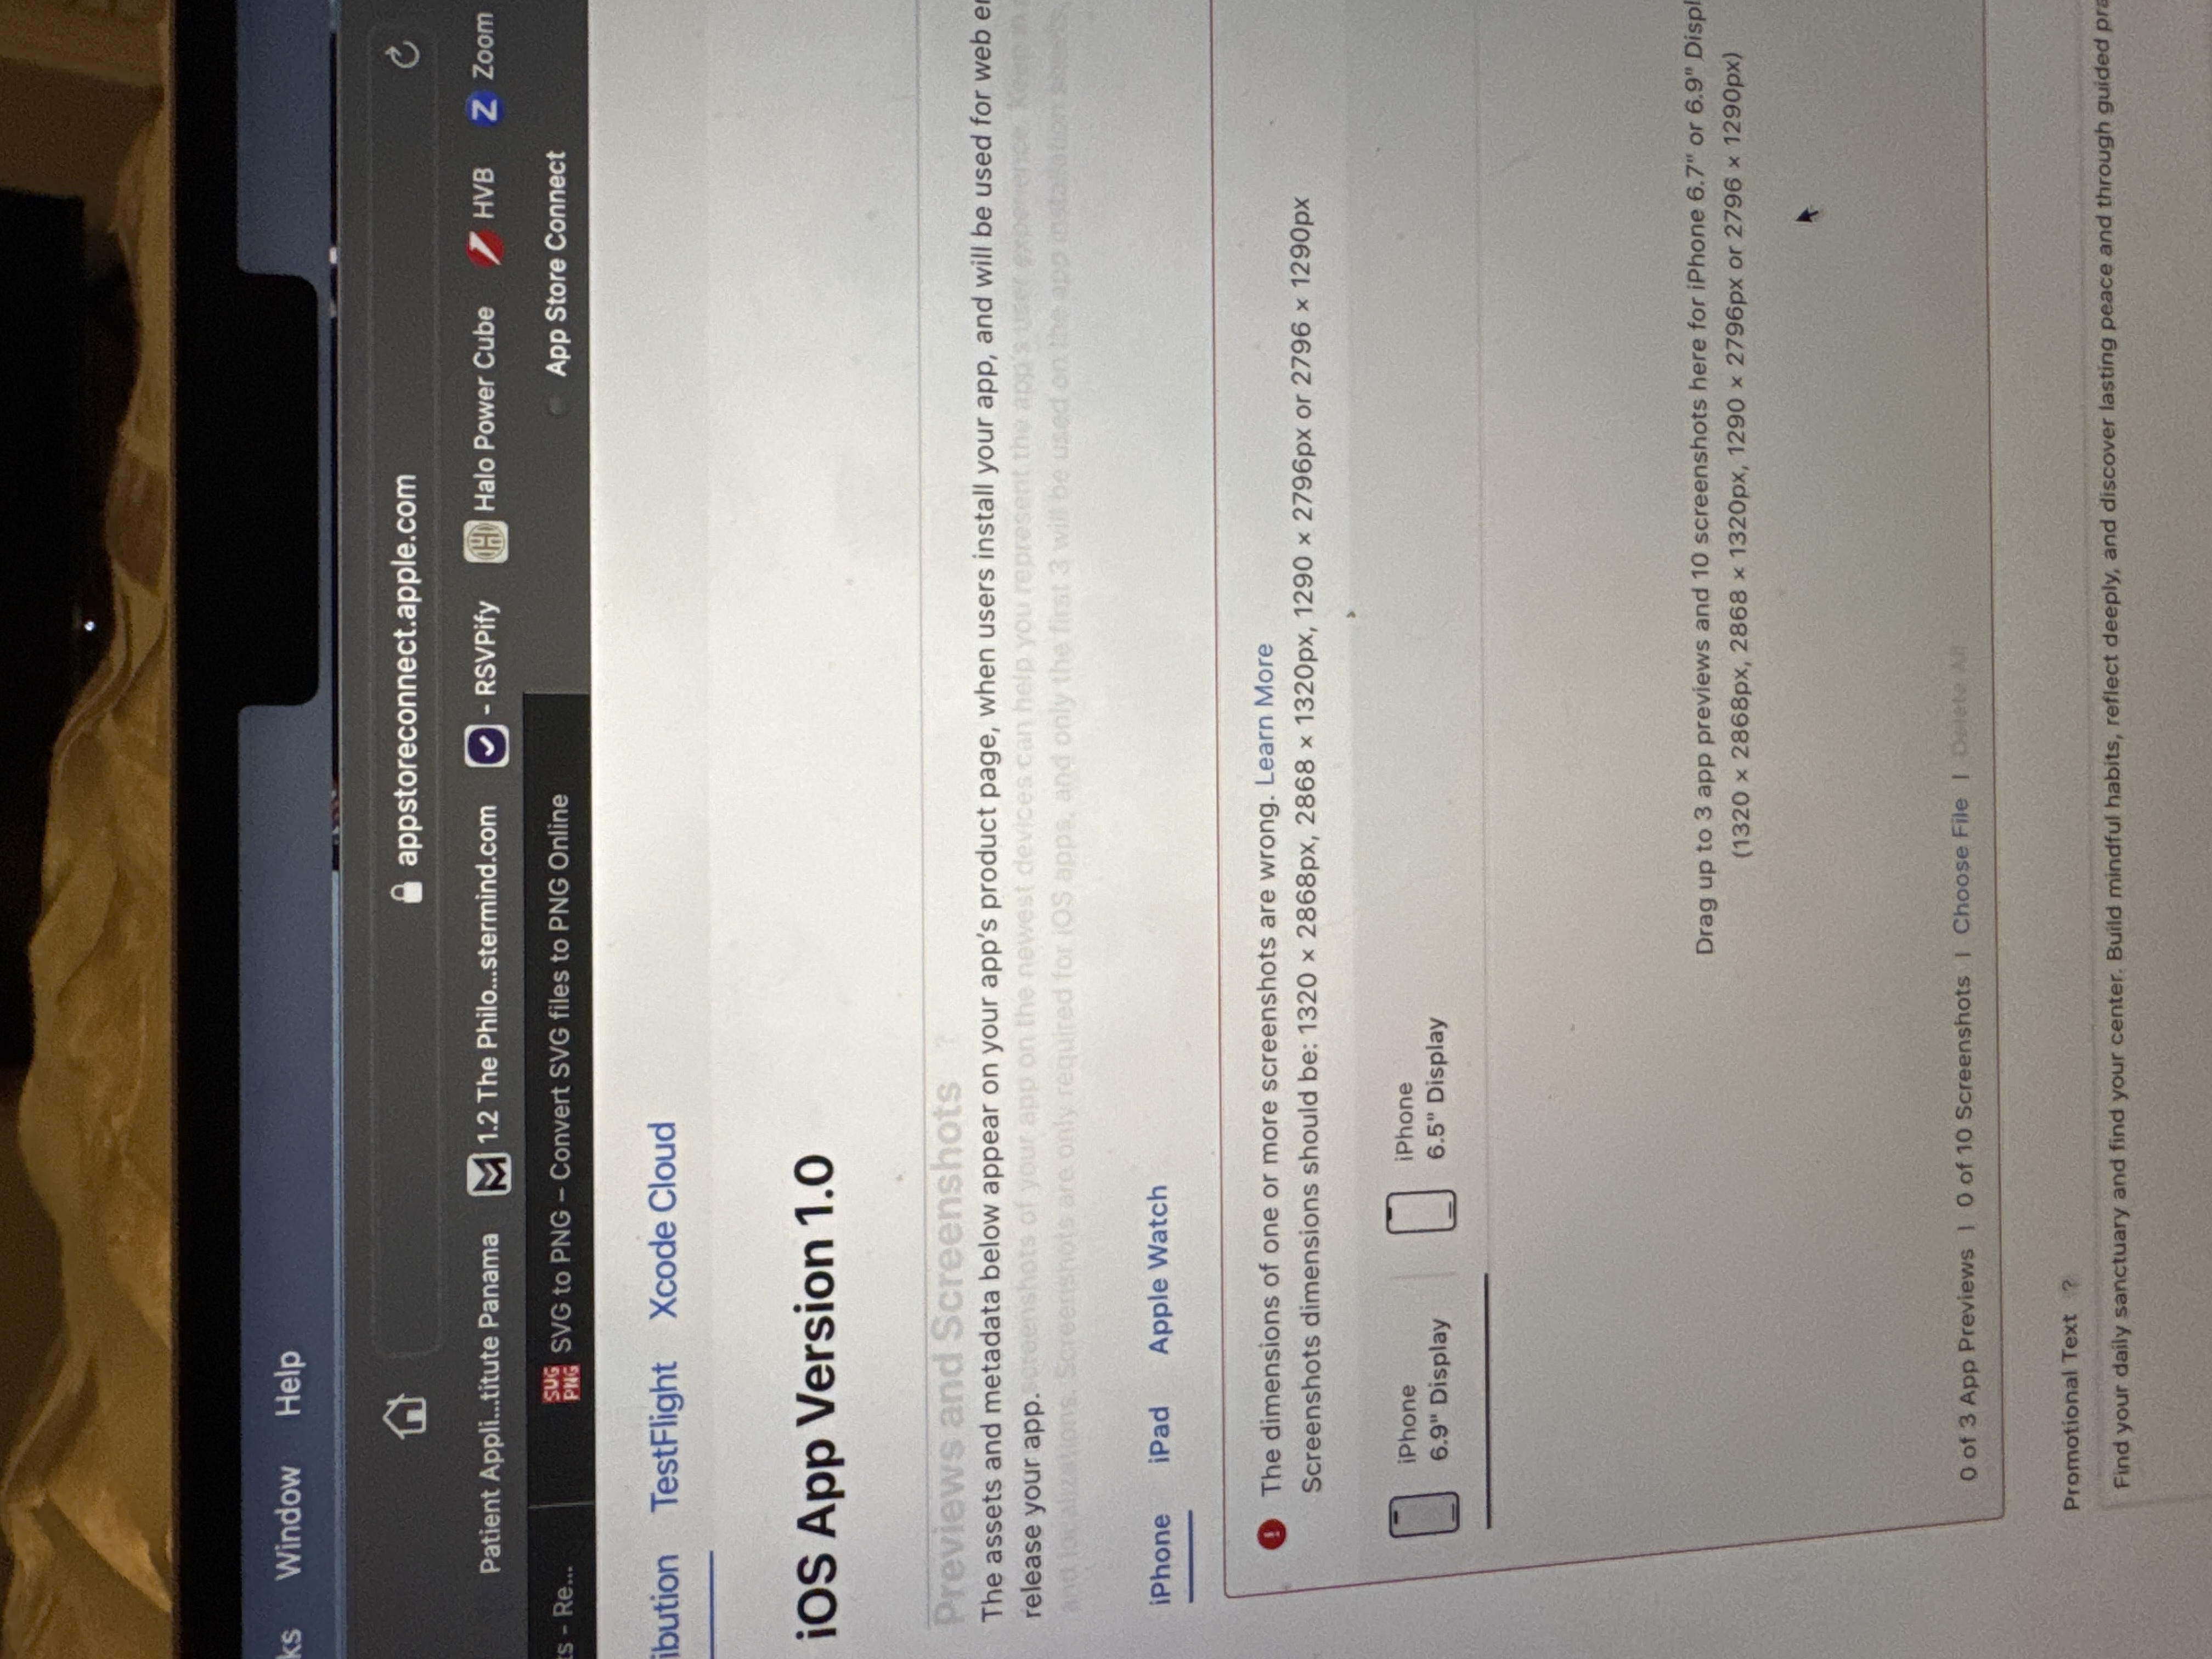 ks Window Help
appstoreconnect.apple.com
Patient Appli...titute Panama 1.2 The Philo...stermind.com - RSVPify Halo Power Cube HVB Z Zoom
ts - Re... SVG PNG SVG to PNG – Convert SVG files to PNG Online App Store Connect
ibution TestFlight Xcode Cloud
iOS App Version 1.0
Previews and Screenshots ?
The assets and metadata below appear on your app's product page, when users install your app, and will be used for web
release your app. screenshots of your app on the newest devices can help you represent the app's user experience. Keep in
and localizations. Screenshots are only required for iOS apps, and only the first 3 will be used on the app installation sheets.
iPhone iPad Apple Watch
The dimensions of one or more screenshots are wrong. Learn More
Screenshots dimensions should be: 1320 × 2868px, 2868 × 1320px, 1290 × 2796px or 2796 × 1290px
iPhone
6.9" Display
iPhone
6.5" Display
Drag up to 3 app previews and 10 screenshots here for iPhone 6.7" or 6.9" Displ
(1320 × 2868px, 2868 × 1320px, 1290 × 2796px or 2796 × 1290px)
0 of 3 App Previews | 0 of 10 Screenshots | Choose File | Delete All
Promotional Text ?
Find your daily sanctuary and find your center. Build mindful habits, reflect deeply, and discover lasting peace and through guided pra